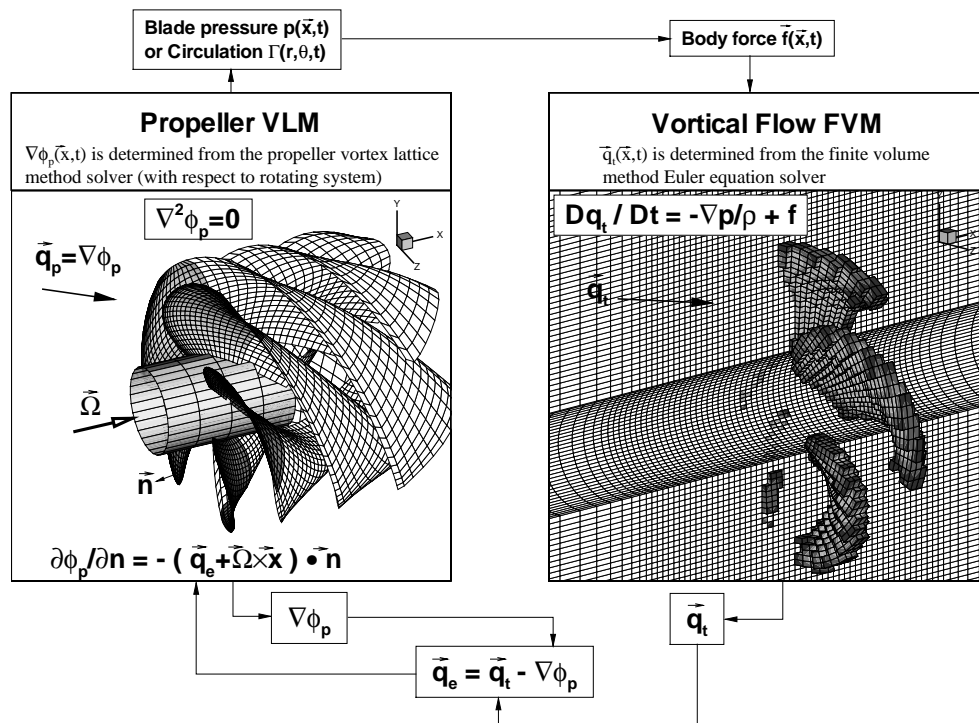 Blade pressure p(x⃗,t)
or Circulation Γ(r,θ,t)
Body force f⃗(x⃗,t)
Propeller VLM
∇ϕₚ(x⃗,t) is determined from the propeller vortex lattice
method solver (with respect to rotating system)
Vortical Flow FVM
q⃗ₜ(x⃗,t) is determined from the finite volume
method Euler equation solver
∇²ϕₚ=0
Y
X
Z
q⃗ₚ=∇ϕₚ
Ω⃗
n⃗
∂ϕₚ/∂n = - ( q⃗ₑ+Ω⃗×x⃗ ) • n⃗
Dqₜ / Dt = -∇p/ρ + f
X
Z
q⃗ₜ
∇ϕₚ
q⃗ₜ
q⃗ₑ = q⃗ₜ - ∇ϕₚ